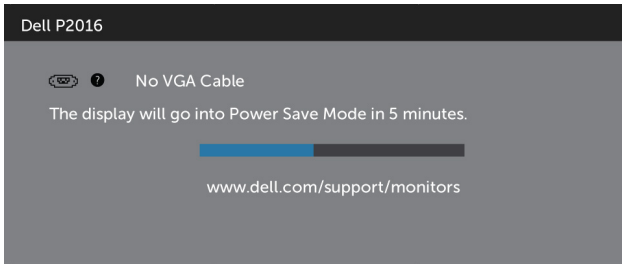 Dell P2016
? No VGA Cable
The display will go into Power Save Mode in 5 minutes.
www.dell.com/support/monitors